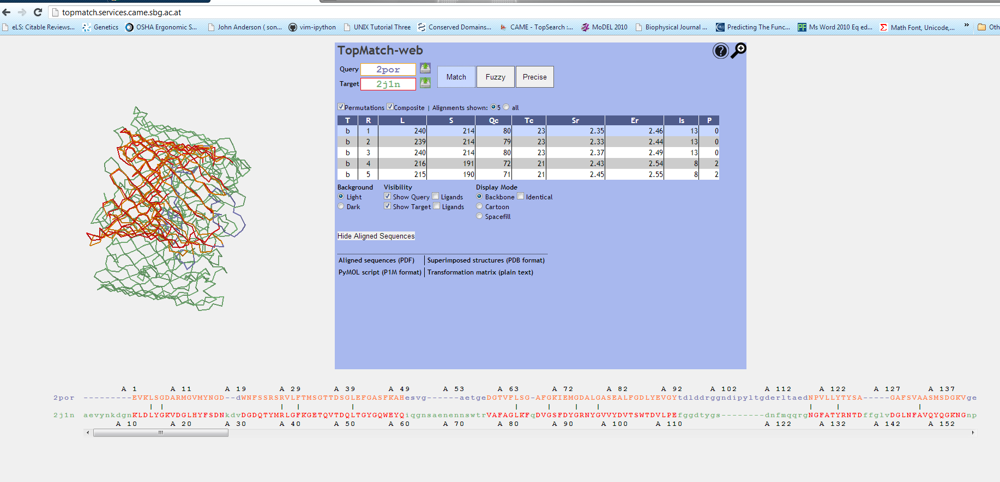 topmatch.services.came.sbg.ac.at
eLS: Citable Reviews... Genetics OSHA Ergonomic S... John Anderson ( son... vim-ipython UNIX Tutorial Three Conserved Domains... CAME - TopSearch :... MoDEL 2010 Biophysical Journal ... Predicting The Func... Ms Word 2010 Eq ed... Math Font, Unicode,... » Oth
TopMatch-web
Query 2por
Target 2j1n
Match Fuzzy Precise
Permutations Composite | Alignments shown: 5 all
T R L S Qc Tc Sr Er Is P
b 1 240 214 80 23 2.35 2.46 13 0
b 2 239 214 79 23 2.33 2.44 13 0
b 3 240 214 80 23 2.37 2.49 13 0
b 4 216 191 72 21 2.43 2.54 8 2
b 5 215 190 71 21 2.45 2.55 8 2
Background Visibility Display Mode
Light Show Query Ligands Backbone Identical
Dark Show Target Ligands Cartoon
Spacefill
Hide Aligned Sequences
Aligned sequences (PDF) Superimposed structures (PDB format)
PyMOL script (P1M format) Transformation matrix (plain text)
A 1 A 11 A 19 A 29 A 39 A 49 A 53 A 63 A 72 A 82 A 92 A 102 A 112 A 122 A 127 A 137
2por ---------EVKLSGDARMGVMYNGD--dWNFSSRSRVLFTMSGTTDSGLEFGASFKAHesvg------aetgeDGTVFLSG-AFGKIEMGDALGASEALFGDLYEVGYtdlddrggndipyltgderltaedNPVLLYTYSA-----GAFSVAASMSDGKVge
2j1n aevynkdgnKLDLYGKVDGLHYFSDNkdvDGDQTYMRLGFKGETQVTDQLTGYGQWEYQiqgnsaenennswtrVAFAGLKFqDVGSFDYGRNYGVVYDVTSWTDVLPEfggdtygs--------dnfmqqrgNGFATYRNTDffglvDGLNFAVQYQGKNGnp
A 10 A 20 A 30 A 40 A 50 A 60 A 70 A 80 A 90 A 100 A 110 A 122 A 132 A 142 A 152